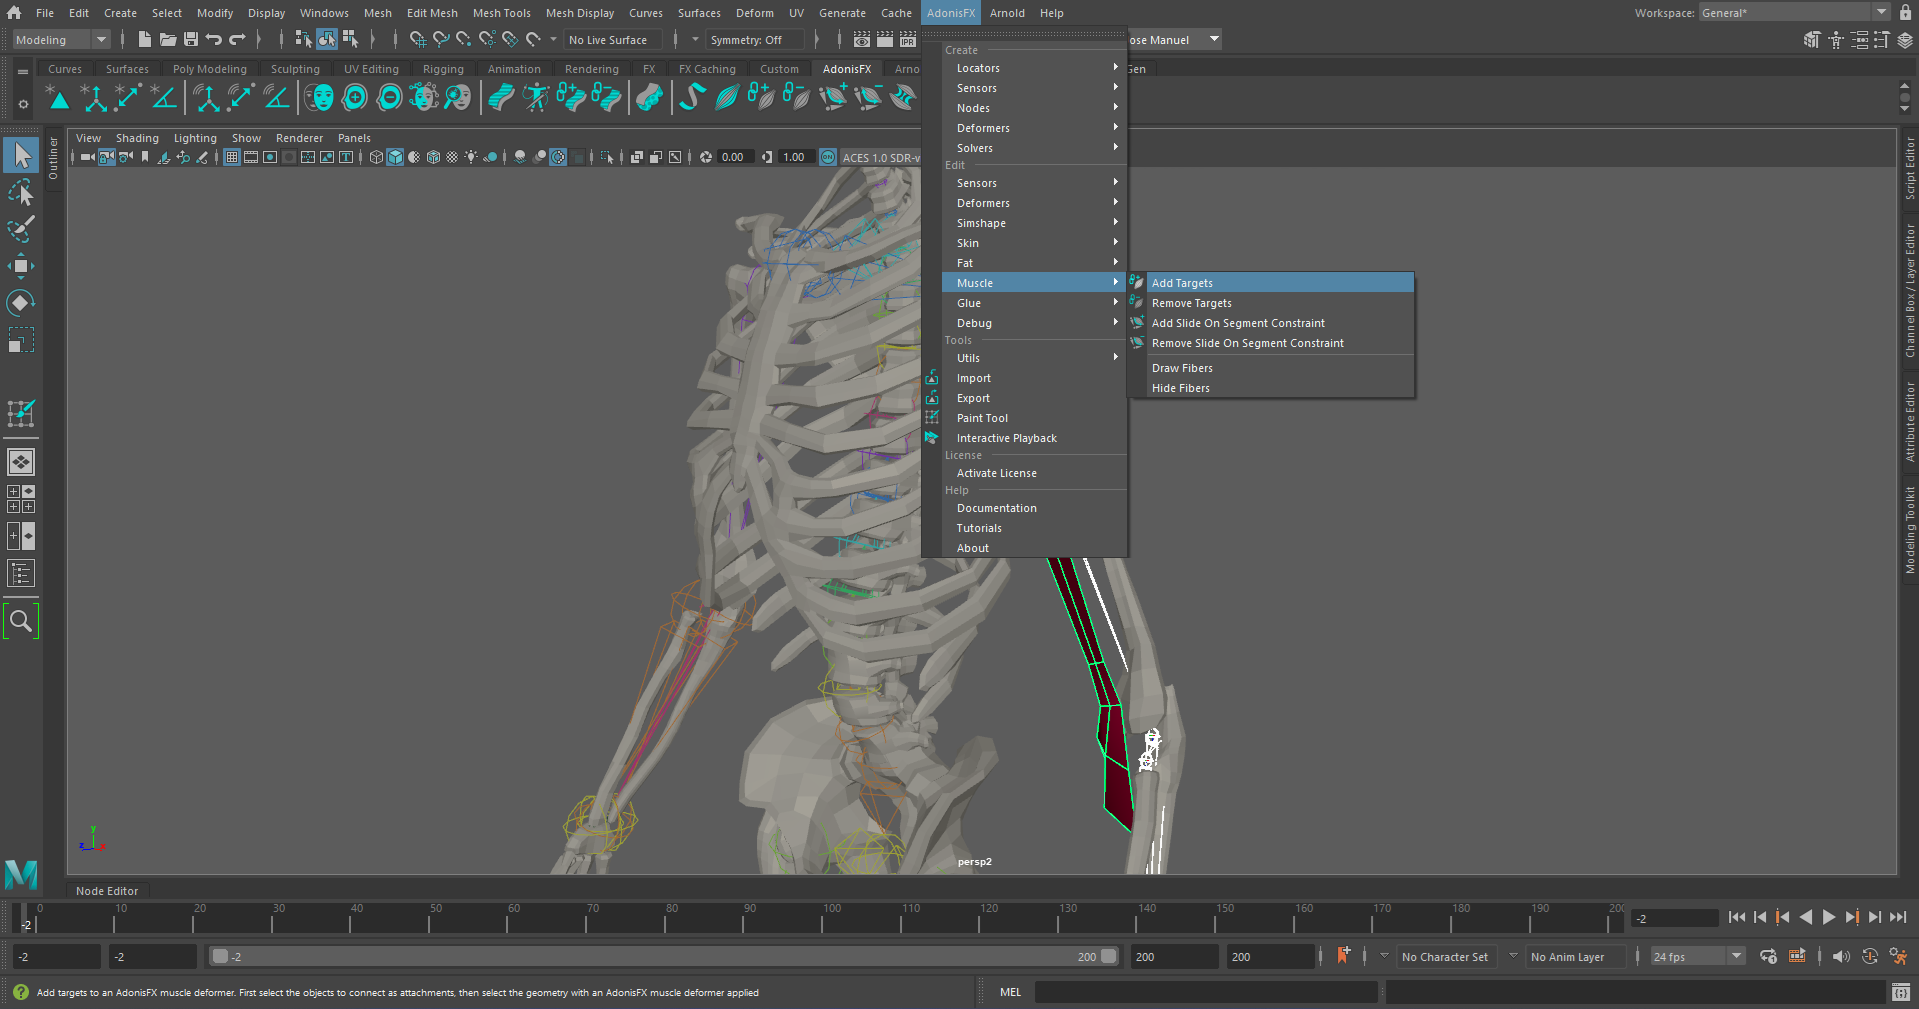 File Edit Create Select Modify Display Windows Mesh Edit Mesh Mesh Tools Mesh Display Curves Surfaces Deform UV Generate Cache AdonisFX Arnold Help Workspace: General*
Modeling No Live Surface Symmetry: Off IPR ose Manuel
Curves Surfaces Poly Modeling Sculpting UV Editing Rigging Animation Rendering FX FX Caching Custom AdonisFX Arno Gen
View Shading Lighting Show Renderer Panels
0.00 1.00 ON ACES 1.0 SDR-v
Outliner
Create
Locators
Sensors
Nodes
Deformers
Solvers
Edit
Sensors
Deformers
Simshape
Skin
Fat
Muscle
Glue
Debug
Tools
Utils
Import
Export
Paint Tool
Interactive Playback
License
Activate License
Help
Documentation
Tutorials
About
Add Targets
Remove Targets
Add Slide On Segment Constraint
Remove Slide On Segment Constraint
Draw Fibers
Hide Fibers
Script Editor
Channel Box / Layer Editor
Attribute Editor
Modeling Toolkit
y
z x
persp2
M
Node Editor
0 10 20 30 40 50 60 70 80 90 100 110 120 130 140 150 160 170 180 190 200
-2 -2
-2 -2 -2 200 200 200 No Character Set No Anim Layer 24 fps
Add targets to an AdonisFX muscle deformer. First select the objects to connect as attachments, then select the geometry with an AdonisFX muscle deformer applied MEL